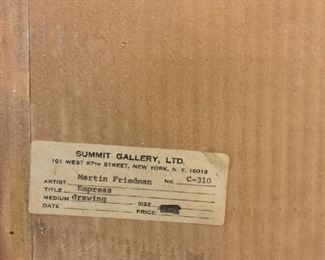 SUMMIT GALLERY, LTD.
101 WEST 57TH STREET, NEW YORK, N. Y. 10019
ARTIST Martin Friedman NO. C-310
TITLE Empress
MEDIUM drawing SIZE
DATE PRICE